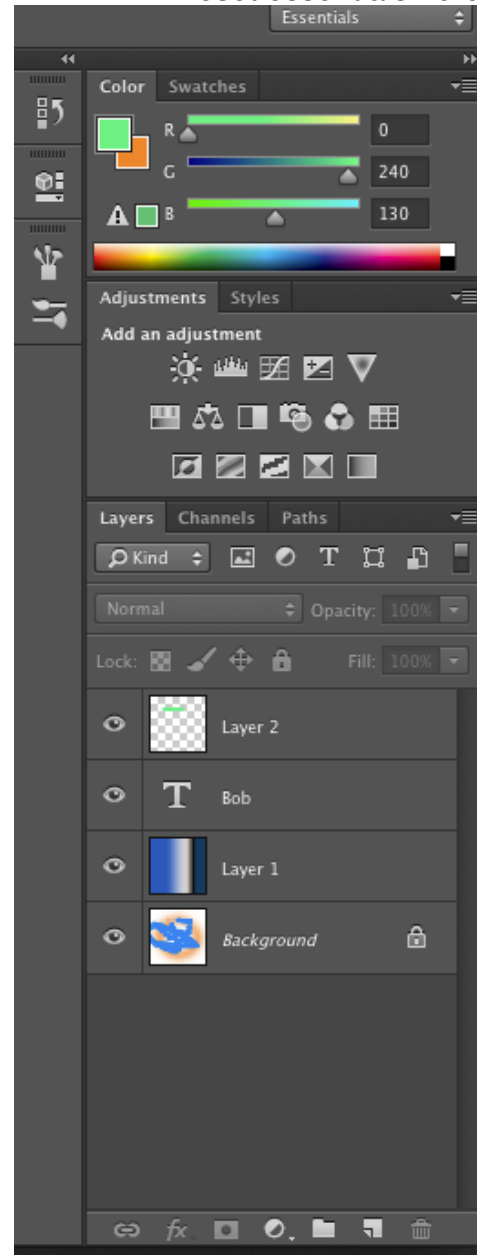 Essentials
Color Swatches
R 0
G 240
B 130
Adjustments Styles
Add an adjustment
Layers Channels Paths
Kind T
Normal Opacity: 100%
Lock: Fill: 100%
Layer 2
T Bob
Layer 1
Background
fx